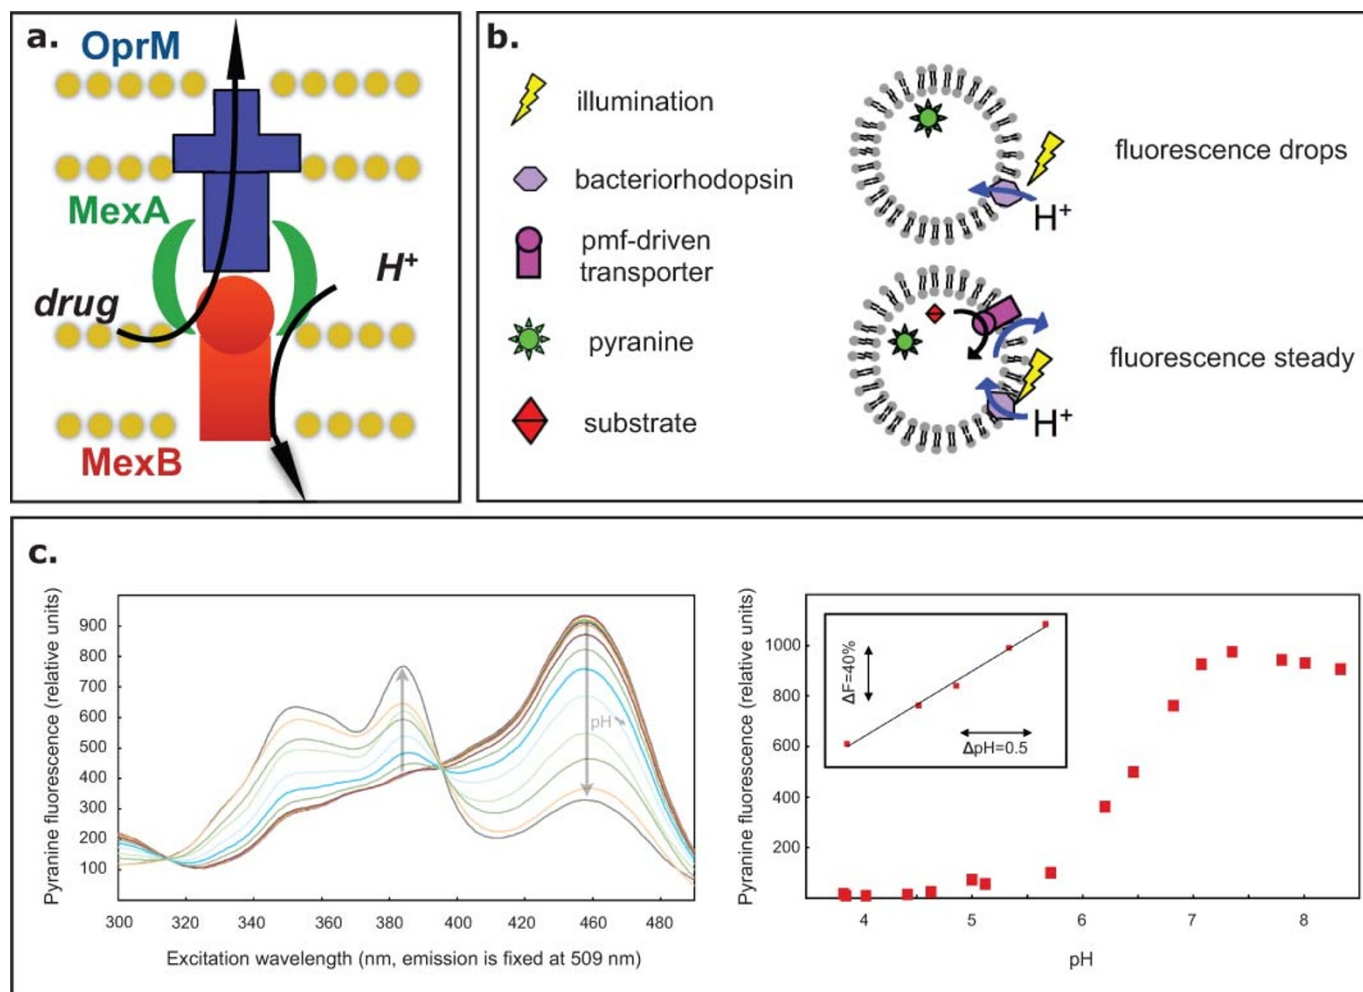 a.
OprM
MexA
drug
H+
MexB
b.
illumination
bacteriorhodopsin
pmf-driven
transporter
pyranine
substrate
H+
fluorescence drops
H+
fluorescence steady
c.
Pyranine fluorescence (relative units)
900
800
700
600
500
400
300
200
100
pH
300
320
340
360
380
400
420
440
460
480
Excitation wavelength (nm, emission is fixed at 509 nm)
Pyranine fluorescence (relative units)
1000
800
600
400
200
ΔF=40%
ΔpH=0.5
4
5
6
7
8
pH